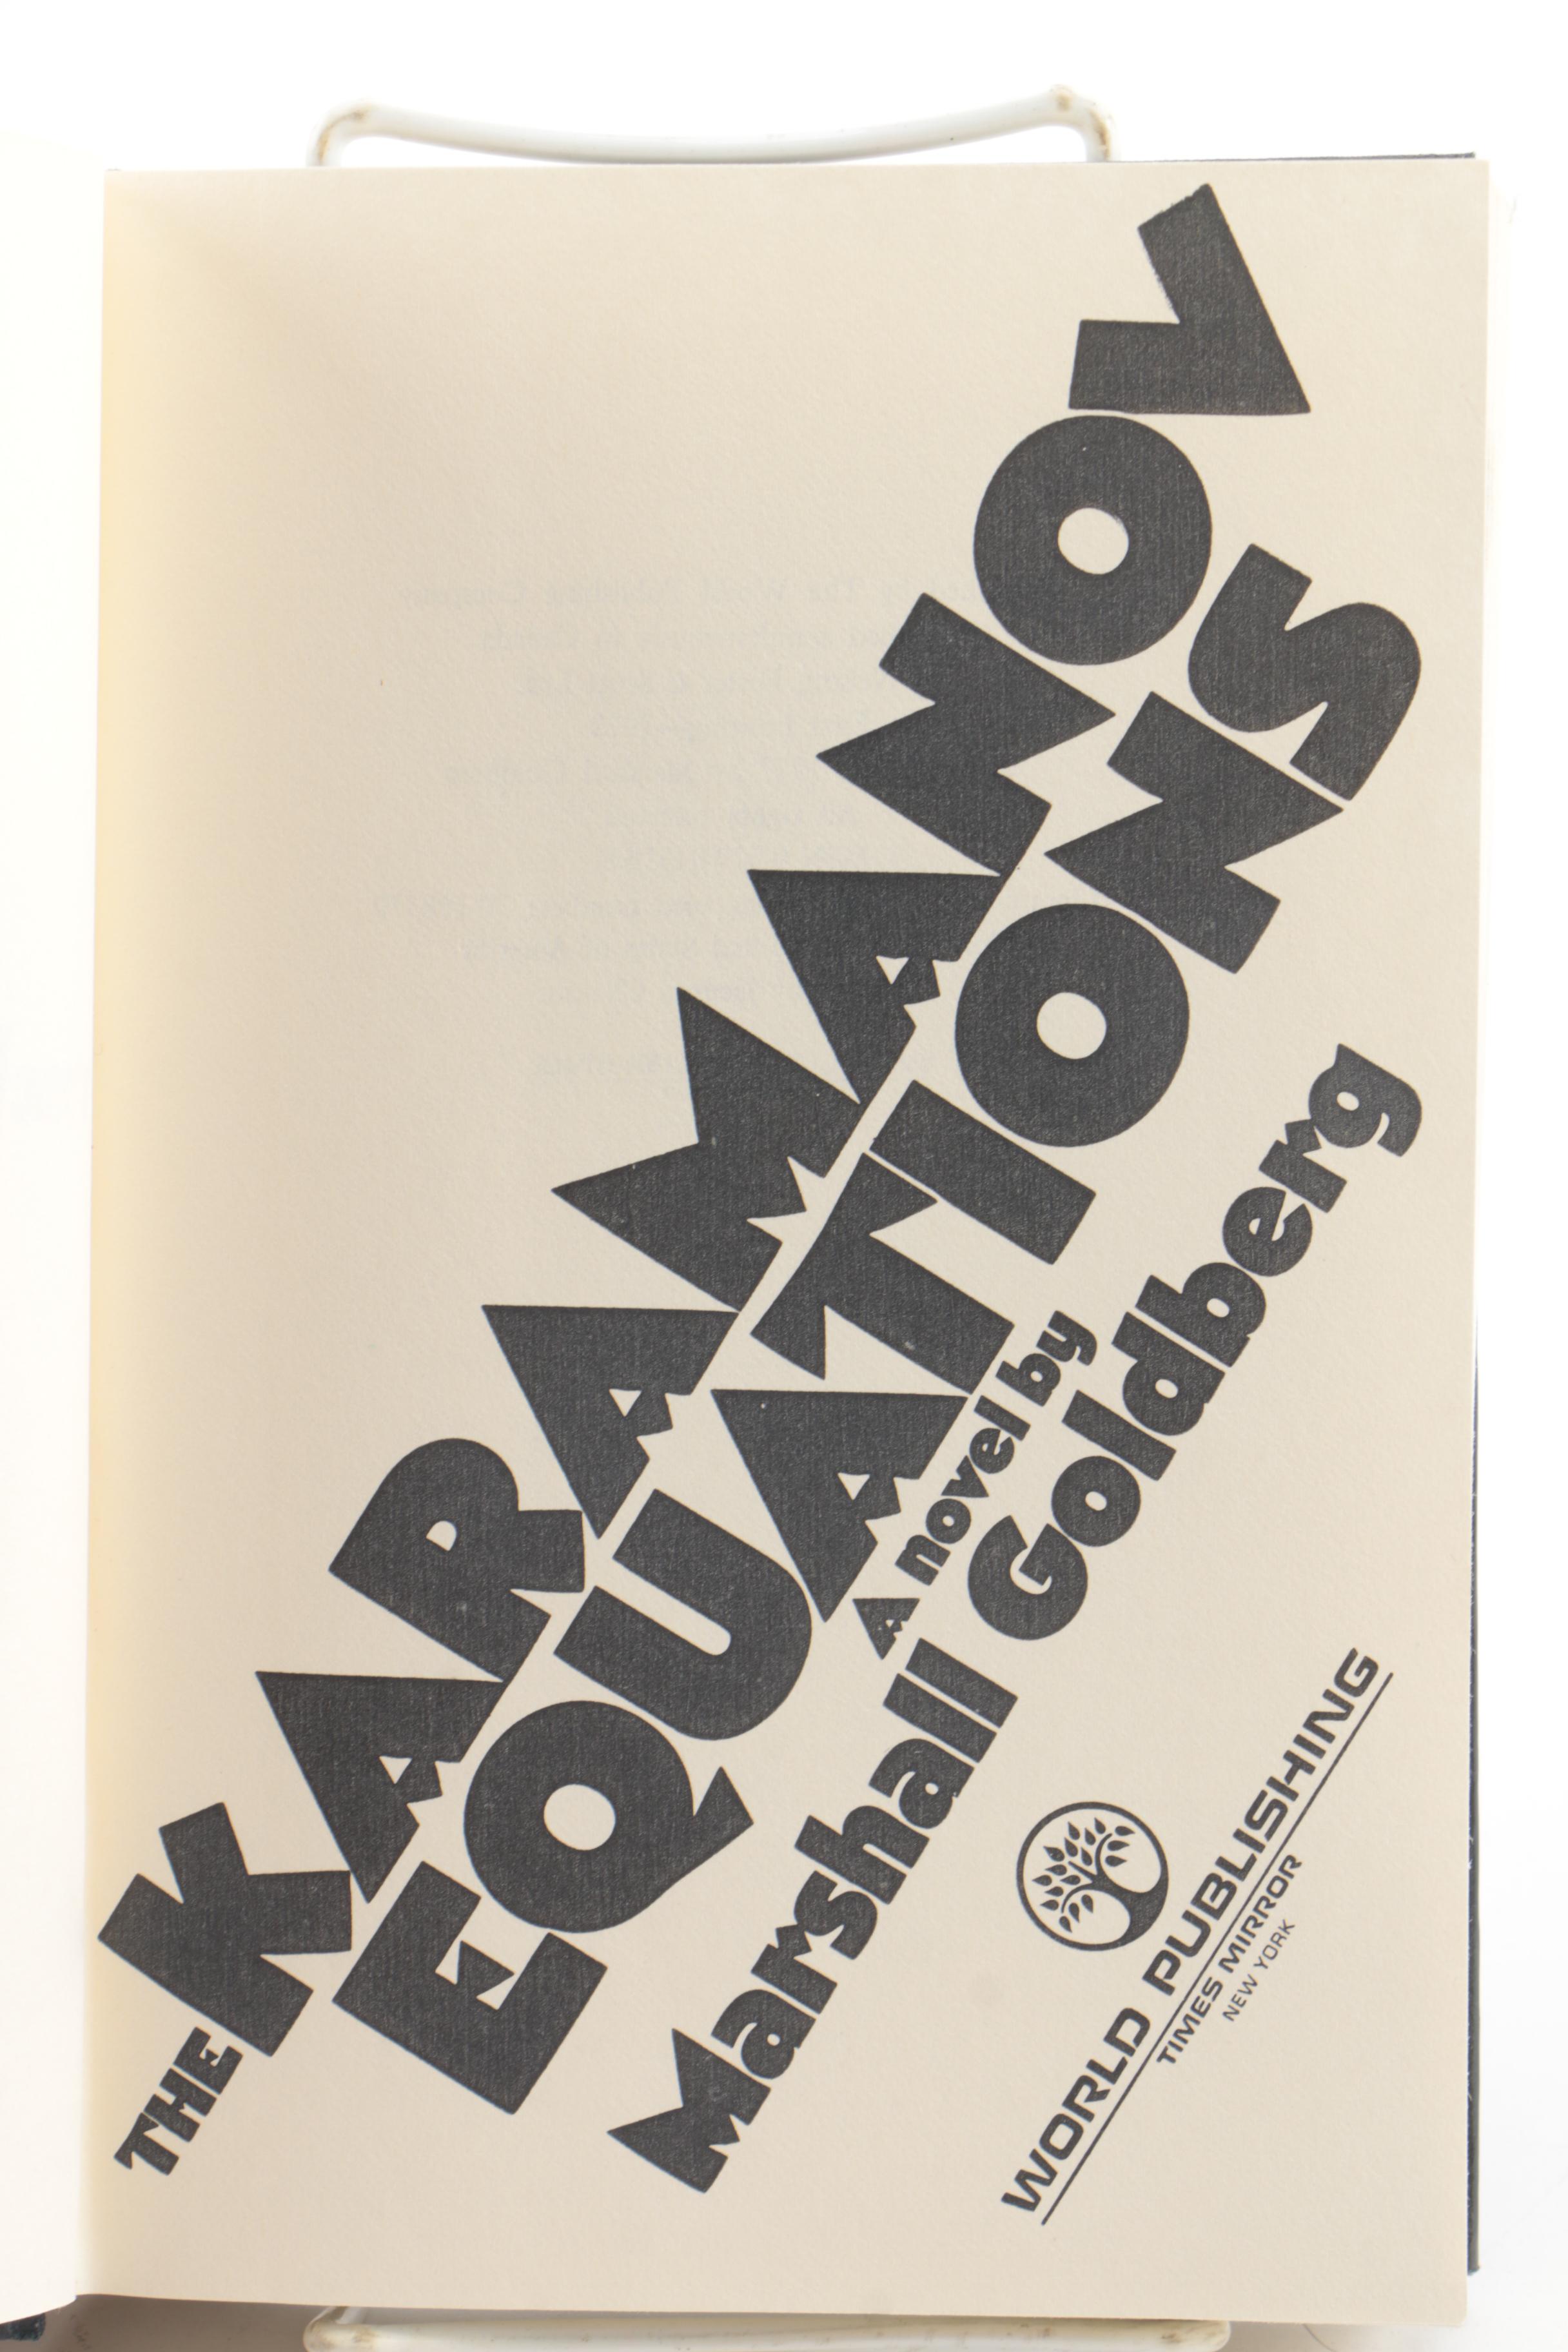 THE KARAMANOV
EQUATIONS
A novel by
Marshall Goldberg
WORLD PUBLISHING
TIMES MIRROR
NEW YORK